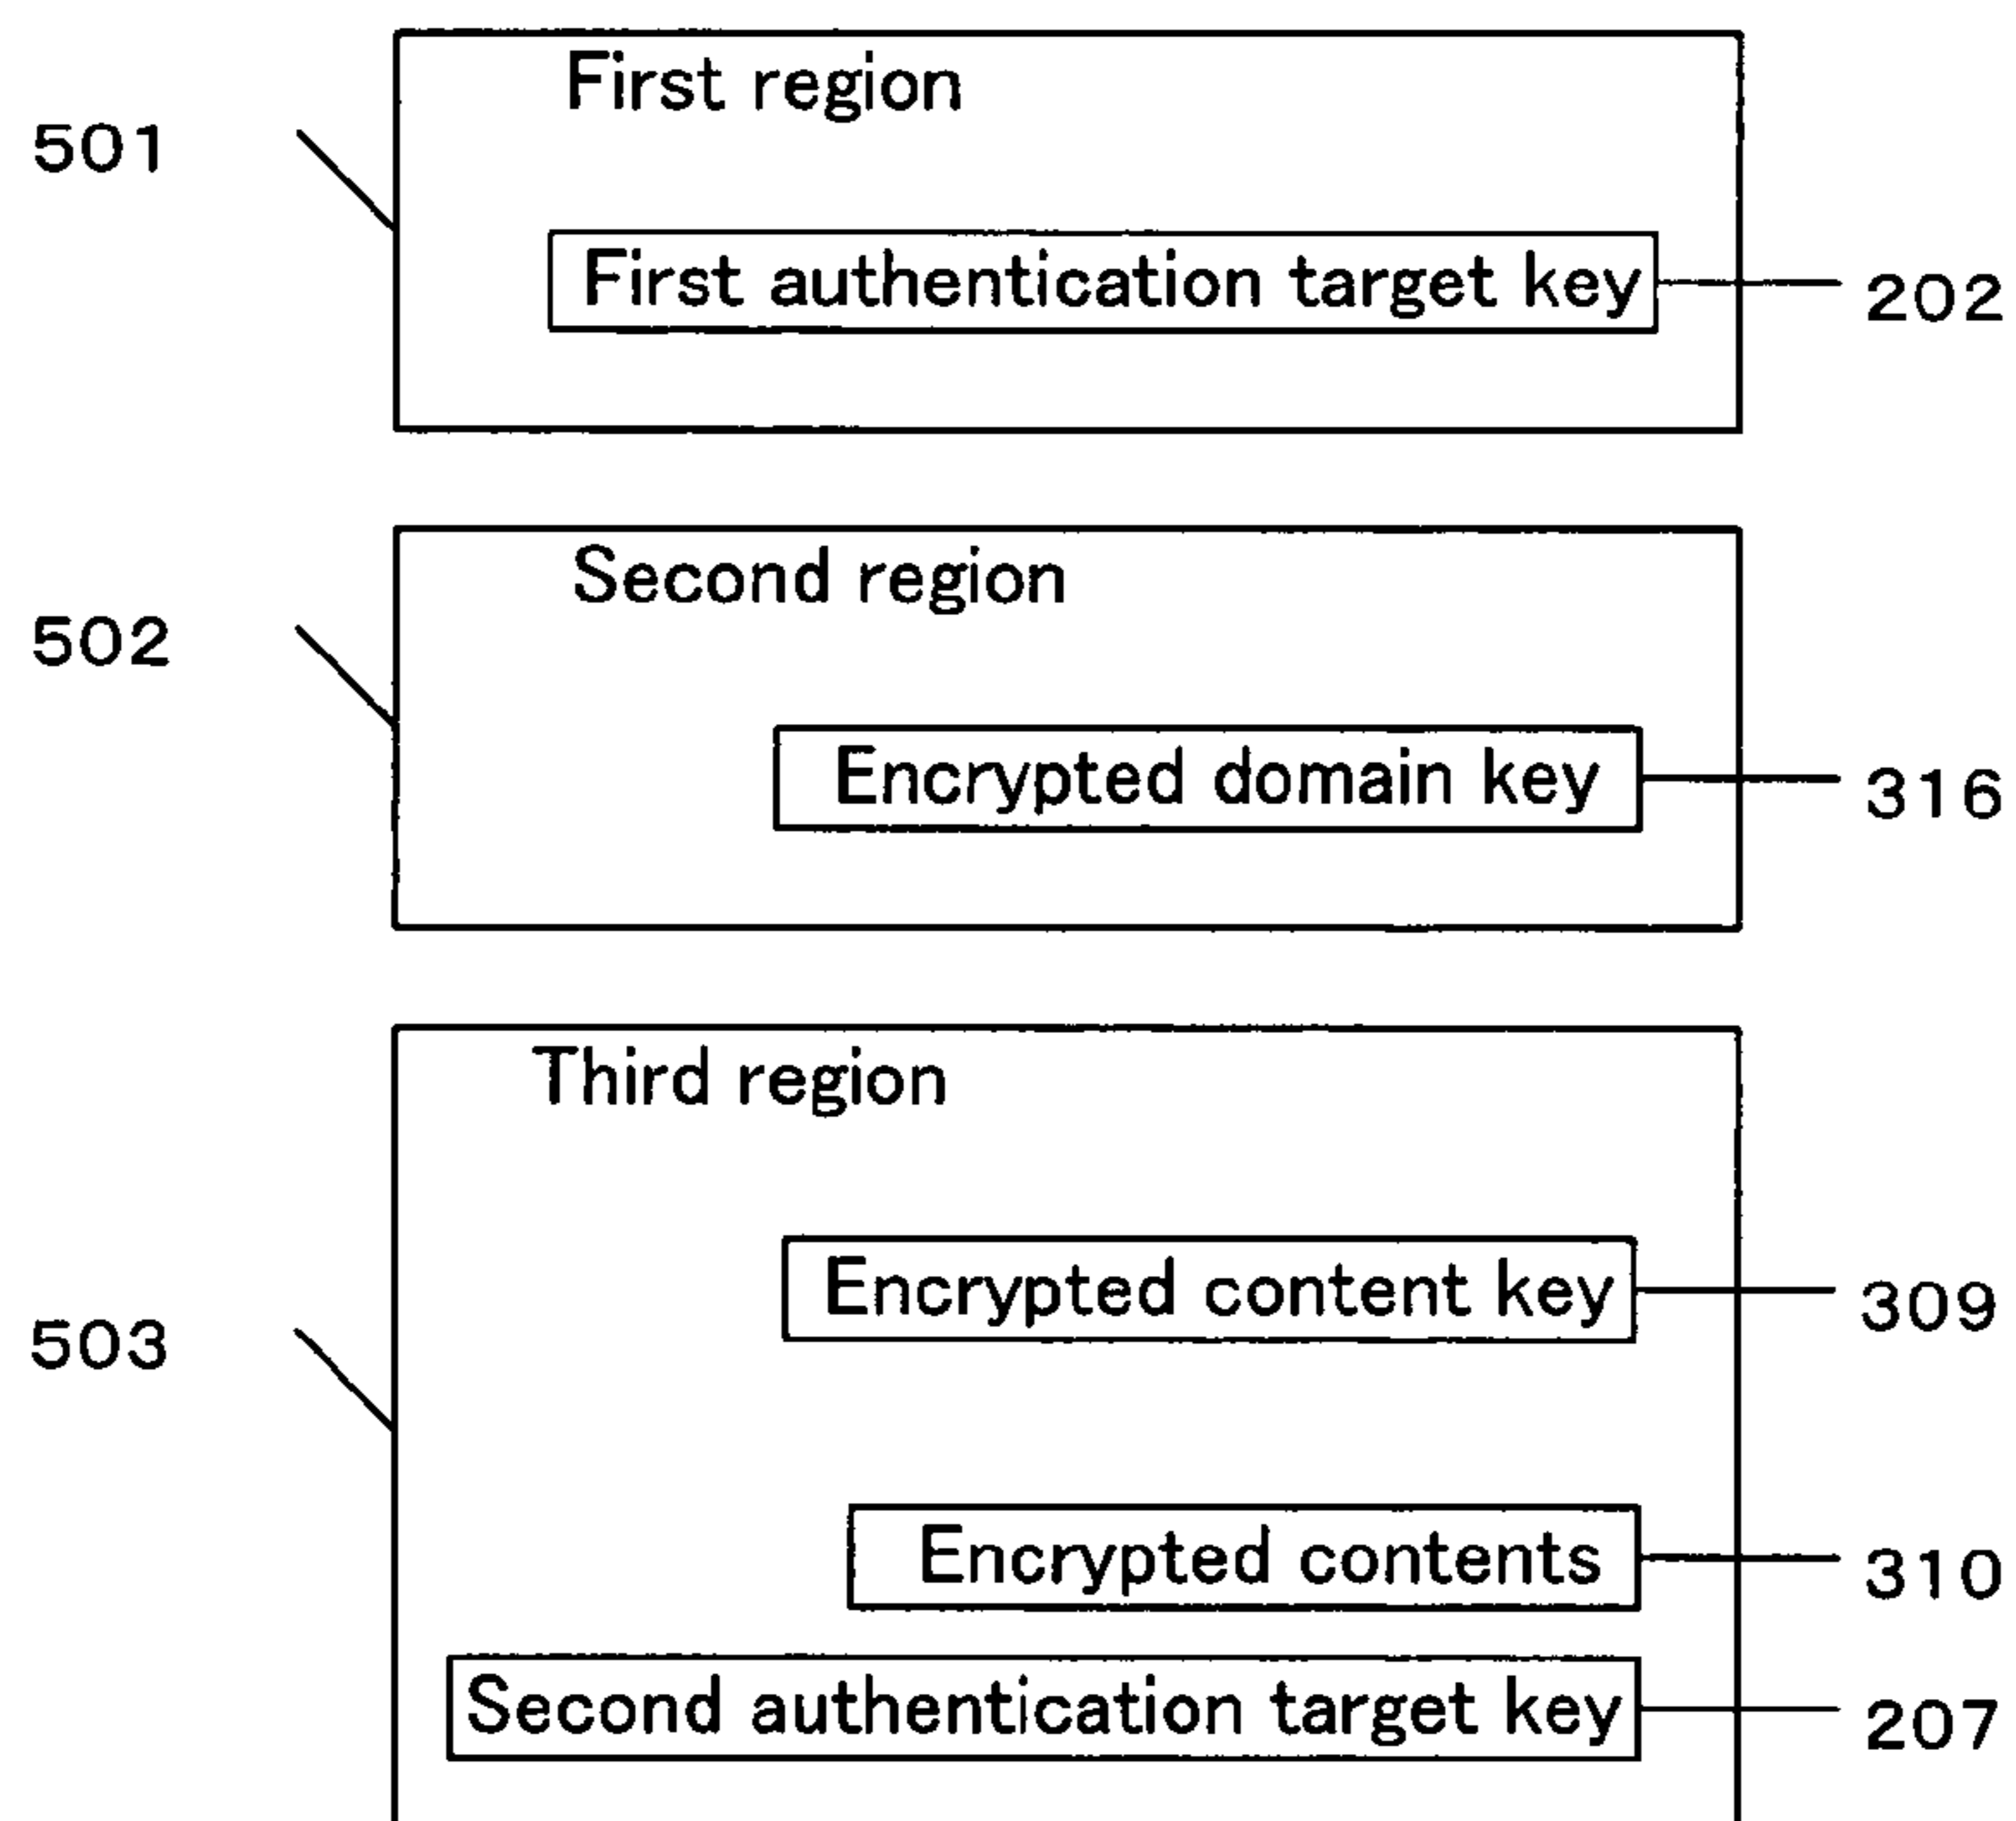 First region
501
First authentication target key
202
Second region
502
Encrypted domain key
316
Third region
Encrypted content key
309
503
Encrypted contents
310
Second authentication target key
207